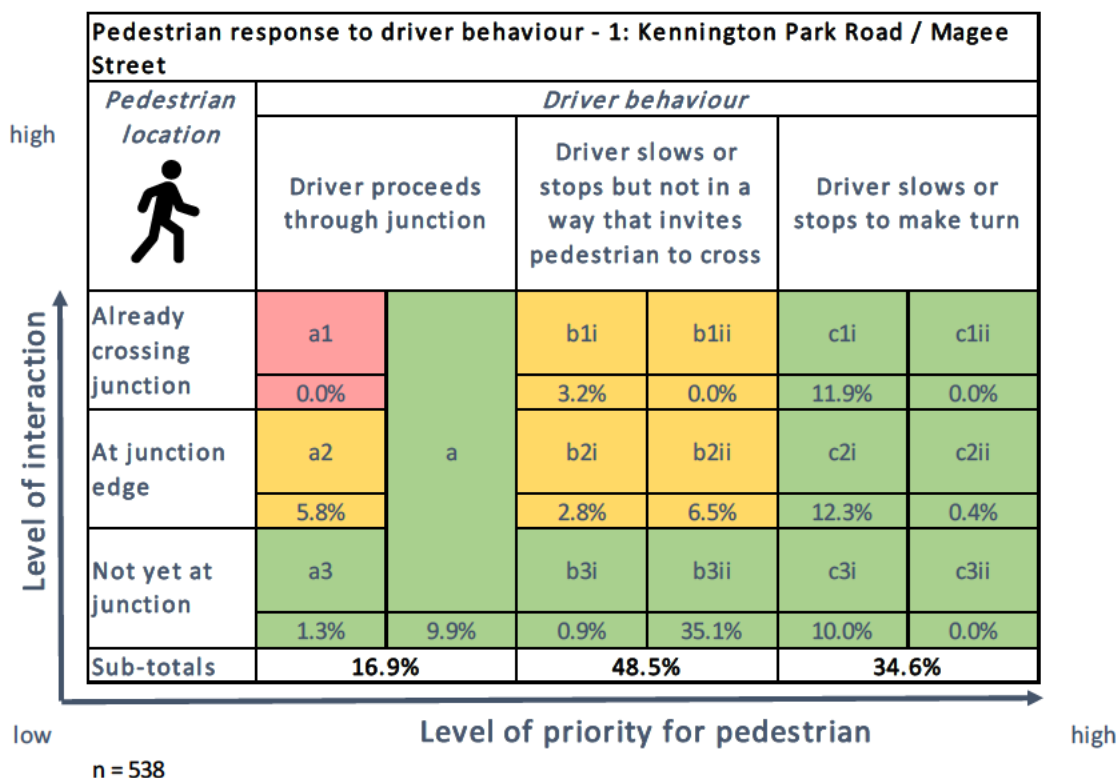 Pedestrian response to driver behaviour - 1: Kennington Park Road / Magee
Street
Pedestrian
location
Driver behaviour
high
Driver proceeds
through junction
Driver slows or
stops but not in a
way that invites
pedestrian to cross
Driver slows or
stops to make turn
Level of interaction
Already
crossing
junction
a1
b1i
b1ii
c1i
c1ii
0.0%
3.2%
0.0%
11.9%
0.0%
At junction
edge
a2
a
b2i
b2ii
c2i
c2ii
5.8%
2.8%
6.5%
12.3%
0.4%
Not yet at
junction
a3
b3i
b3ii
c3i
c3ii
1.3%
9.9%
0.9%
35.1%
10.0%
0.0%
Sub-totals
16.9%
48.5%
34.6%
low
Level of priority for pedestrian
high
n = 538